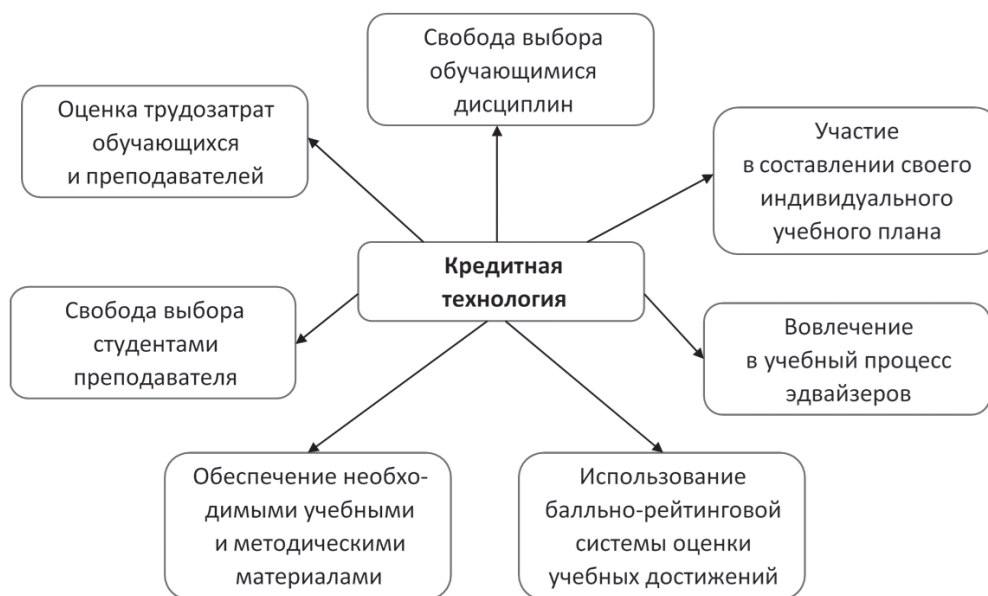 Свобода выбора
обучающимися
дисциплин
Оценка трудозатрат
обучающихся
и преподавателей
Участие
в составлении своего
индивидуального
учебного плана
Кредитная
технология
Свобода выбора
студентами
преподавателя
Вовлечение
в учебный процесс
эдвайзеров
Обеспечение необхо-
димыми учебными
и методическими
материалами
Использование
балльно-рейтинговой
системы оценки
учебных достижений